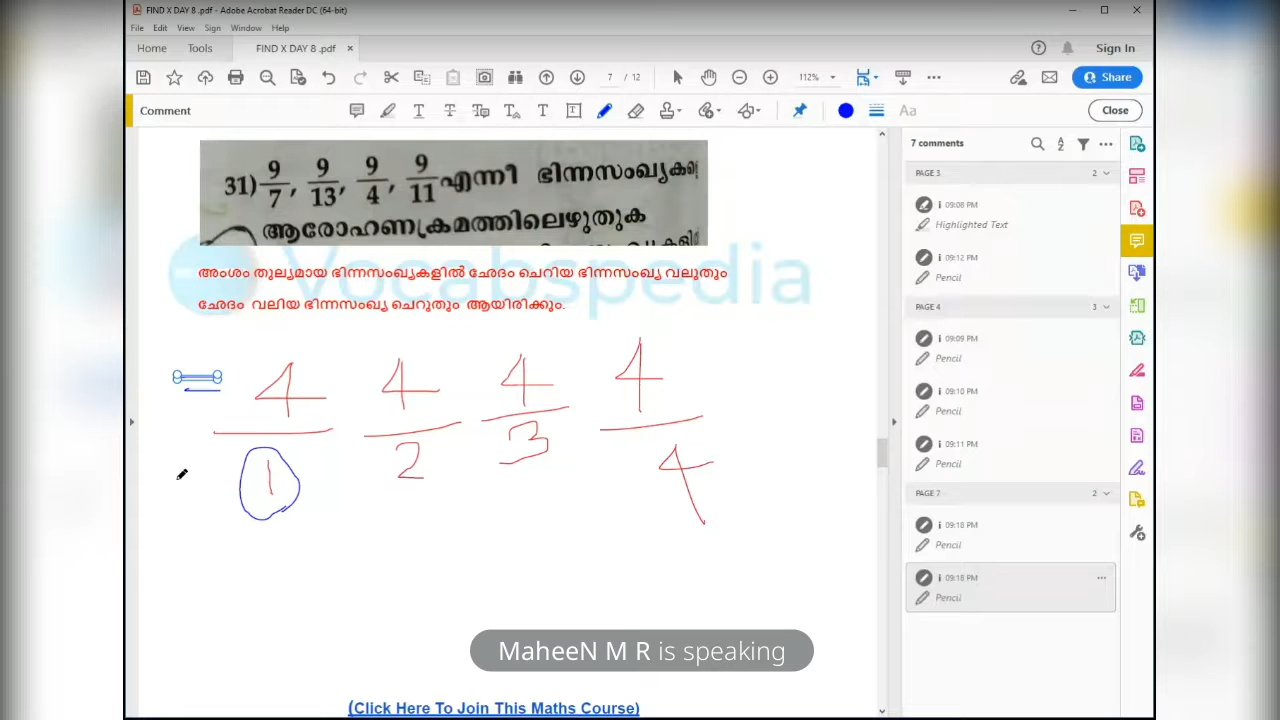 FIND X DAY 8 .pdf - Adobe Acrobat Reader DC (64-bit)
File Edit View Sign Window Help
Home Tools FIND X DAY 8 .pdf × Sign In
7 / 12 112% Share
Comment Aa Close
31) 9/7, 9/13, 9/4, 9/11 എന്നീ ഭിന്നസംഖ്യകളെ
ആരോഹണക്രമത്തിലെഴുതുക
Vocabspedia
അംശം തുല്യമായ ഭിന്നസംഖ്യകളിൽ ഛേദം ചെറിയ ഭിന്നസംഖ്യ വലുതും
ഛേദം വലിയ ഭിന്നസംഖ്യ ചെറുതും ആയിരിക്കും.
= 4/1 4/2 4/3 4/4
MaheeN M R is speaking
(Click Here To Join This Maths Course)
7 comments
PAGE 3 2
i 09:08 PM
Highlighted Text
i 09:12 PM
Pencil
PAGE 4 3
i 09:09 PM
Pencil
i 09:10 PM
Pencil
i 09:11 PM
Pencil
PAGE 7 2
i 09:18 PM
Pencil
i 09:18 PM
Pencil